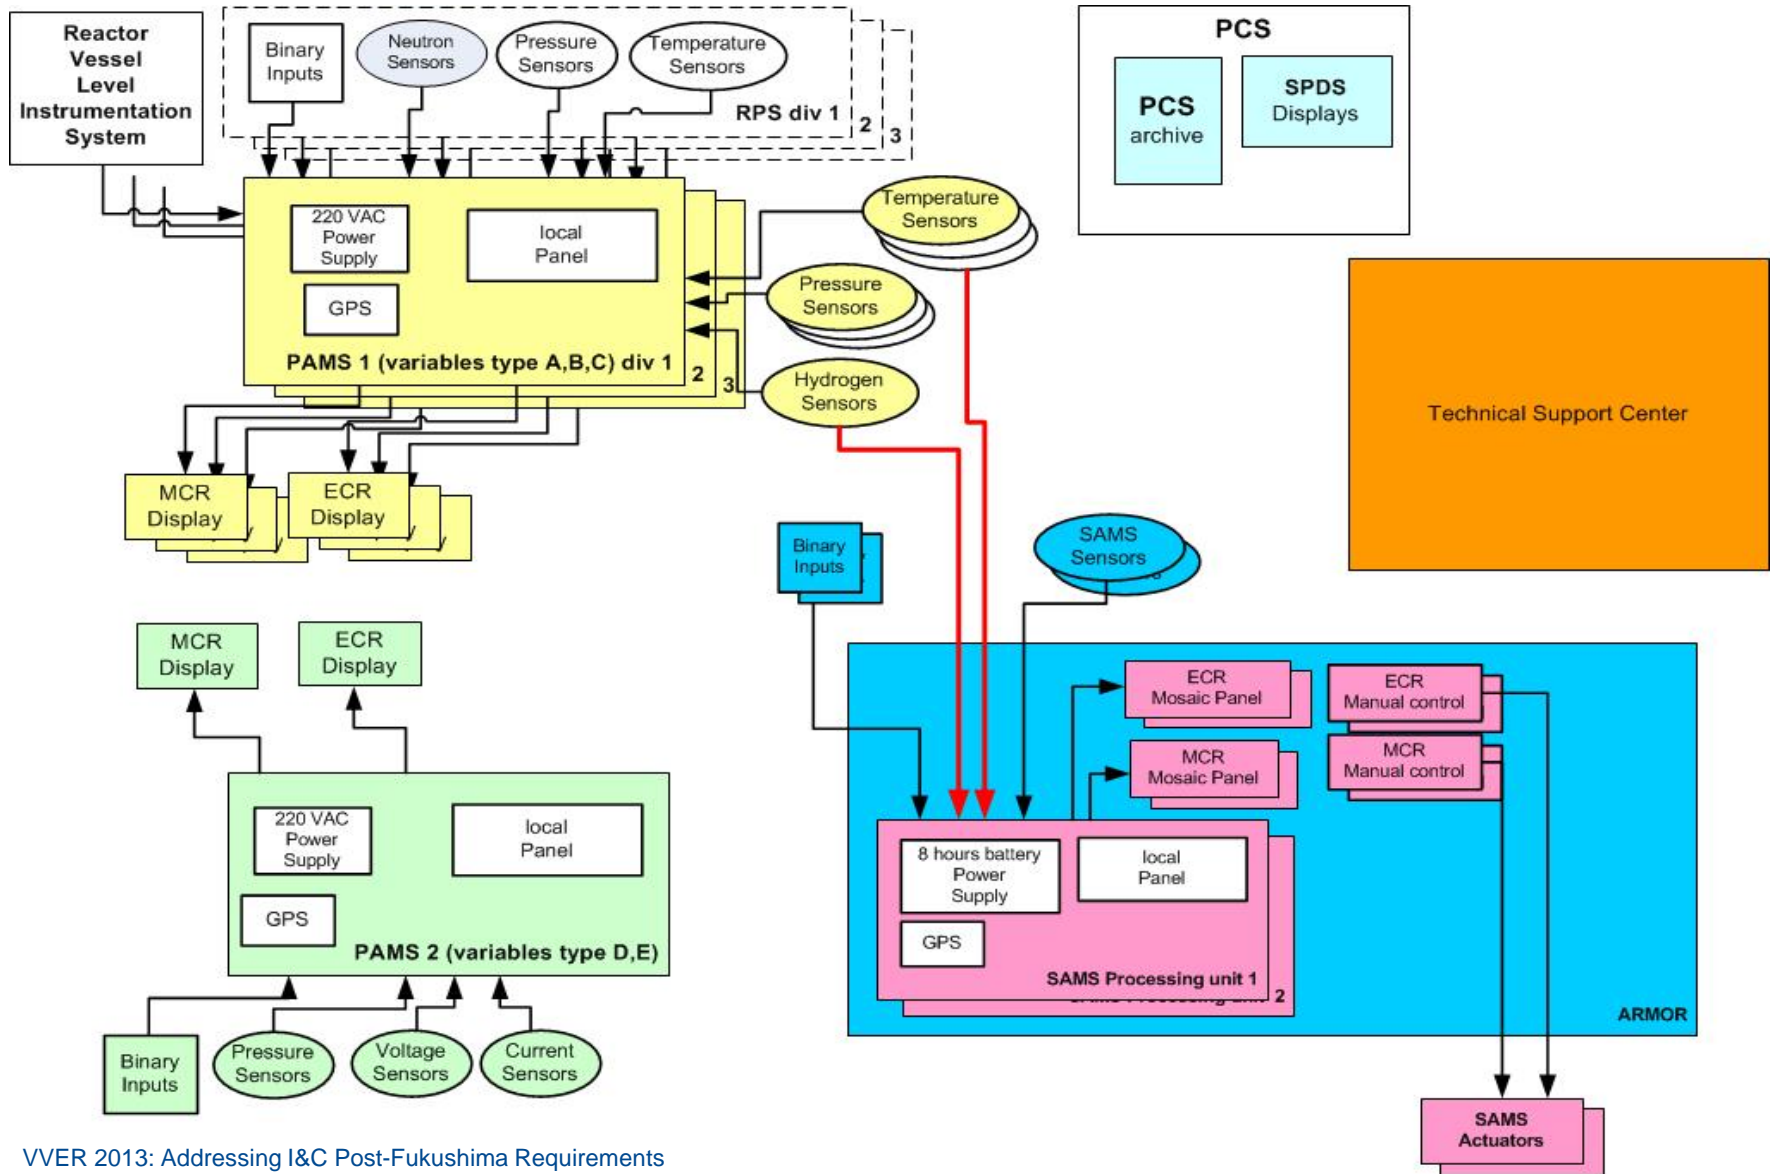 Reactor
Vessel
Level
Instrumentation
System
Binary
Inputs
Neutron
Sensors
Pressure
Sensors
Temperature
Sensors
RPS div 1
2
3
PCS
PCS
archive
SPDS
Displays
220 VAC
Power
Supply
local
Panel
GPS
PAMS 1 (variables type A,B,C) div 1
2
3
Temperature
Sensors
Pressure
Sensors
Hydrogen
Sensors
Technical Support Center
MCR
Display
ECR
Display
Binary
Inputs
SAMS
Sensors
MCR
Display
ECR
Display
220 VAC
Power
Supply
local
Panel
GPS
PAMS 2 (variables type D,E)
Binary
Inputs
Pressure
Sensors
Voltage
Sensors
Current
Sensors
ECR
Mosaic Panel
MCR
Mosaic Panel
ECR
Manual control
MCR
Manual control
8 hours battery
Power
Supply
local
Panel
GPS
SAMS Processing unit 1
2
ARMOR
SAMS
Actuators
VVER 2013: Addressing I&C Post-Fukushima Requirements